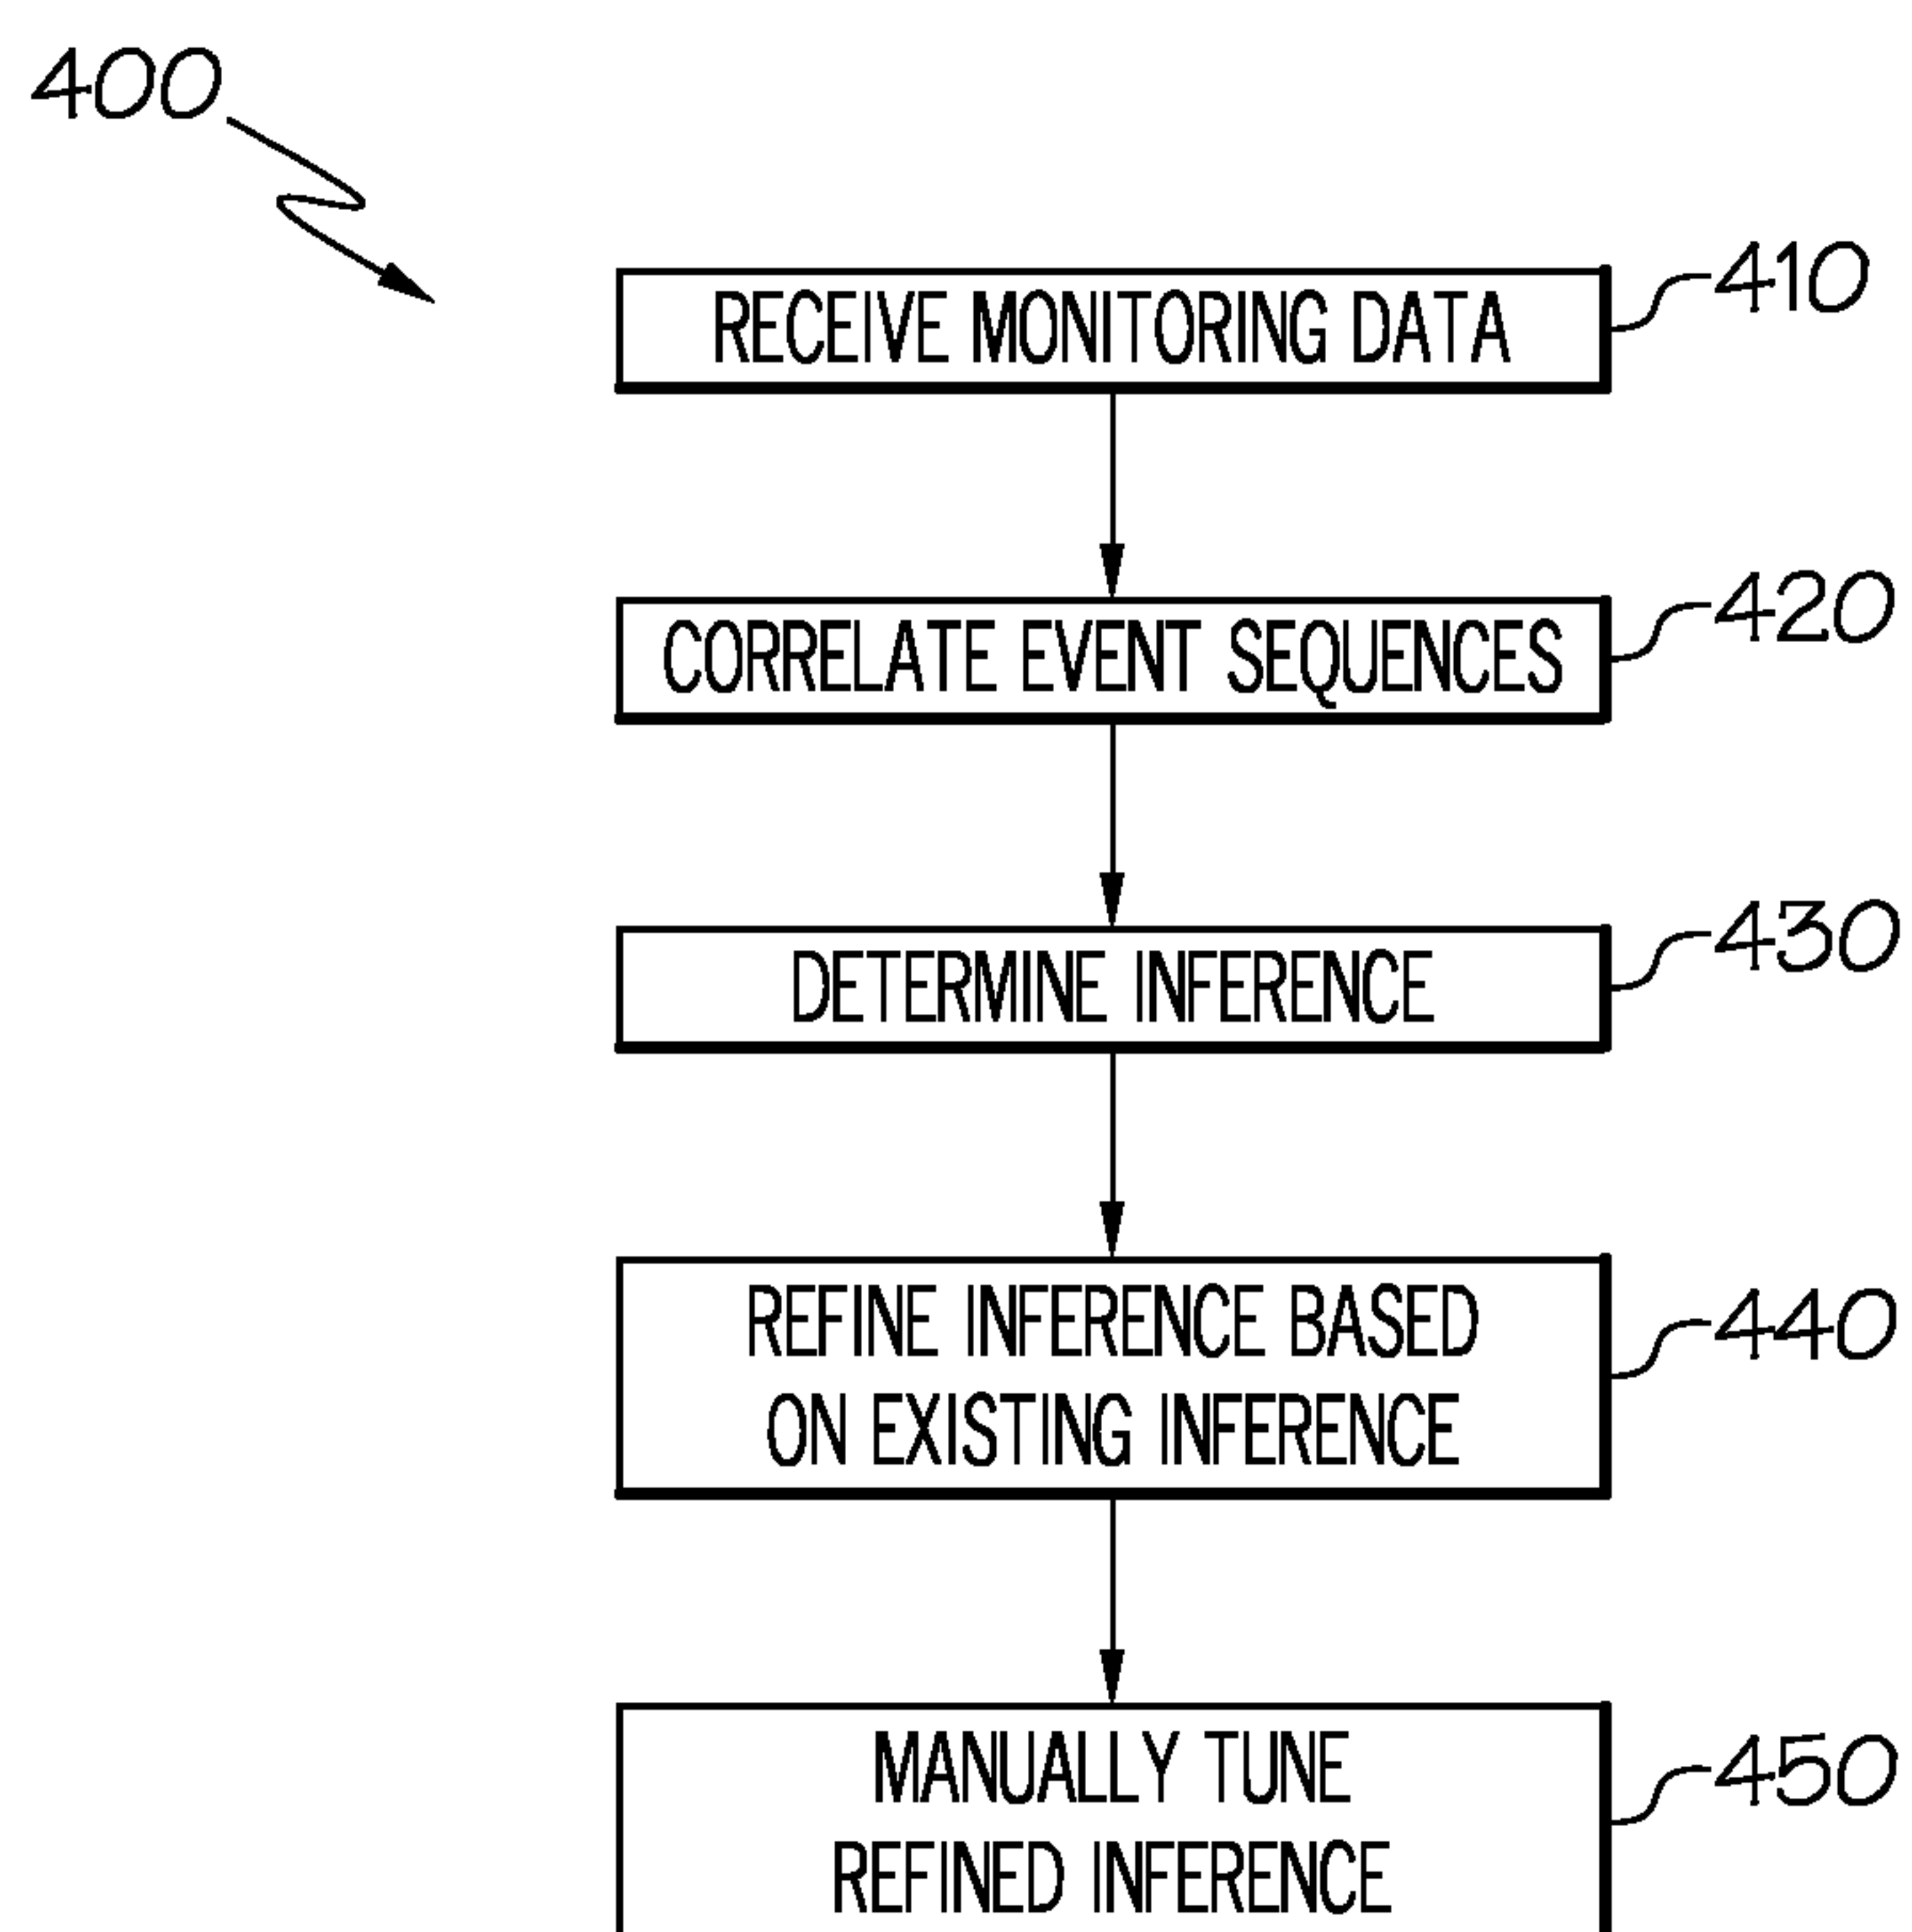 400
RECEIVE MONITORING DATA
410
CORRELATE EVENT SEQUENCES
420
DETERMINE INFERENCE
430
REFINE INFERENCE BASED
ON EXISTING INFERENCE
440
MANUALLY TUNE
REFINED INFERENCE
450